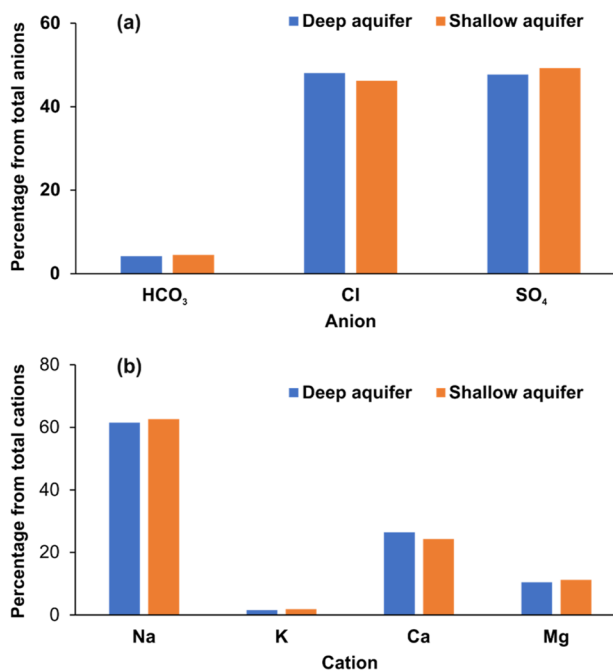 (a)
Deep aquifer Shallow aquifer
Percentage from total anions
60
40
20
0
HCO₃ Cl SO₄
Anion
(b)
Deep aquifer Shallow aquifer
Percentage from total cations
80
60
40
20
0
Na K Ca Mg
Cation